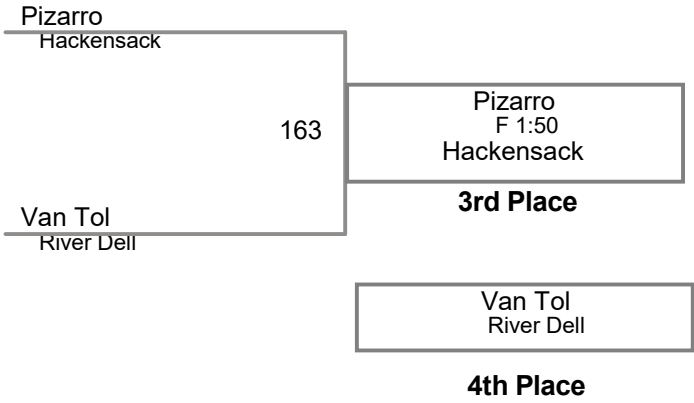 Pizarro
Hackensack
163
Pizarro
F 1:50
Hackensack
3rd Place
Van Tol
River Dell
Van Tol
River Dell
4th Place